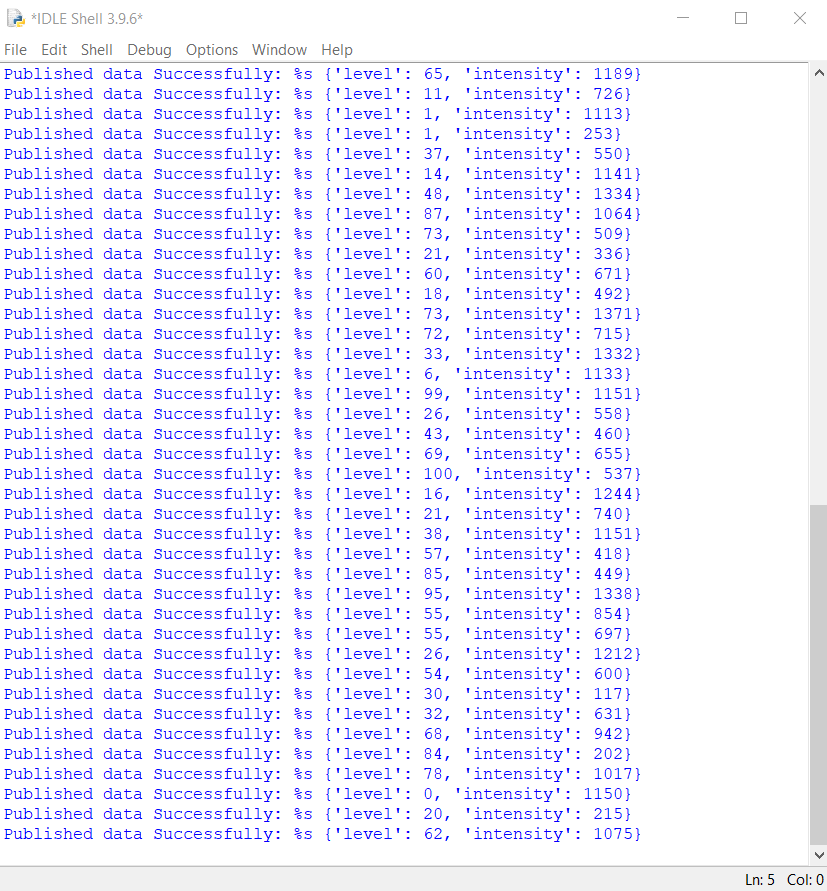 *IDLE Shell 3.9.6*
File Edit Shell Debug Options Window Help
Published data Successfully: %s {'level': 65, 'intensity': 1189}
Published data Successfully: %s {'level': 11, 'intensity': 726}
Published data Successfully: %s {'level': 1, 'intensity': 1113}
Published data Successfully: %s {'level': 1, 'intensity': 253}
Published data Successfully: %s {'level': 37, 'intensity': 550}
Published data Successfully: %s {'level': 14, 'intensity': 1141}
Published data Successfully: %s {'level': 48, 'intensity': 1334}
Published data Successfully: %s {'level': 87, 'intensity': 1064}
Published data Successfully: %s {'level': 73, 'intensity': 509}
Published data Successfully: %s {'level': 21, 'intensity': 336}
Published data Successfully: %s {'level': 60, 'intensity': 671}
Published data Successfully: %s {'level': 18, 'intensity': 492}
Published data Successfully: %s {'level': 73, 'intensity': 1371}
Published data Successfully: %s {'level': 72, 'intensity': 715}
Published data Successfully: %s {'level': 33, 'intensity': 1332}
Published data Successfully: %s {'level': 6, 'intensity': 1133}
Published data Successfully: %s {'level': 99, 'intensity': 1151}
Published data Successfully: %s {'level': 26, 'intensity': 558}
Published data Successfully: %s {'level': 43, 'intensity': 460}
Published data Successfully: %s {'level': 69, 'intensity': 655}
Published data Successfully: %s {'level': 100, 'intensity': 537}
Published data Successfully: %s {'level': 16, 'intensity': 1244}
Published data Successfully: %s {'level': 21, 'intensity': 740}
Published data Successfully: %s {'level': 38, 'intensity': 1151}
Published data Successfully: %s {'level': 57, 'intensity': 418}
Published data Successfully: %s {'level': 85, 'intensity': 449}
Published data Successfully: %s {'level': 95, 'intensity': 1338}
Published data Successfully: %s {'level': 55, 'intensity': 854}
Published data Successfully: %s {'level': 55, 'intensity': 697}
Published data Successfully: %s {'level': 26, 'intensity': 1212}
Published data Successfully: %s {'level': 54, 'intensity': 600}
Published data Successfully: %s {'level': 30, 'intensity': 117}
Published data Successfully: %s {'level': 32, 'intensity': 631}
Published data Successfully: %s {'level': 68, 'intensity': 942}
Published data Successfully: %s {'level': 84, 'intensity': 202}
Published data Successfully: %s {'level': 78, 'intensity': 1017}
Published data Successfully: %s {'level': 0, 'intensity': 1150}
Published data Successfully: %s {'level': 20, 'intensity': 215}
Published data Successfully: %s {'level': 62, 'intensity': 1075}
Ln: 5 Col: 0